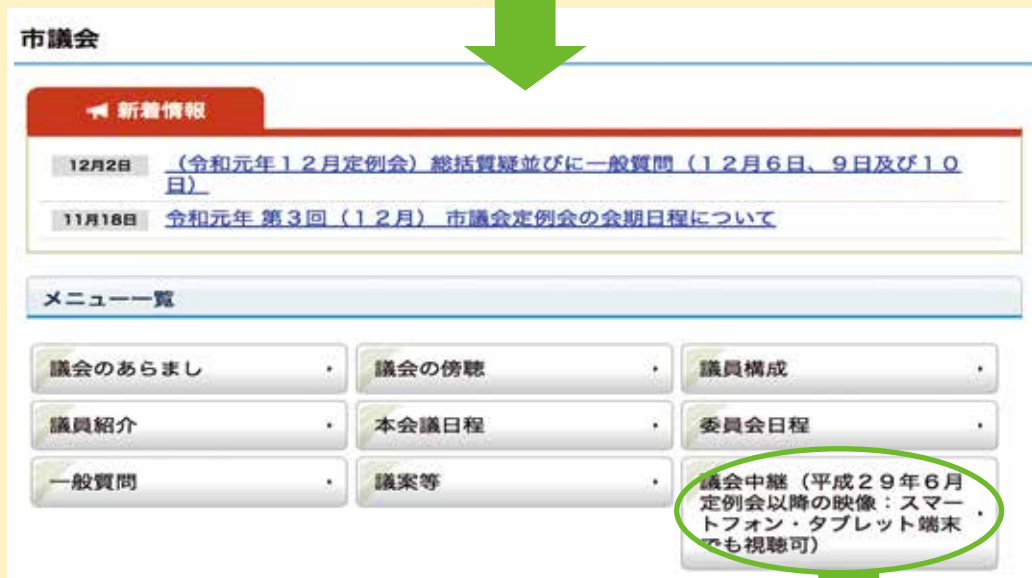 市議会
新着情報
12月2日 （令和元年１２月定例会）総括質疑並びに一般質問（１２月６日、９日及び１０
日）
11月18日 令和元年 第３回（１２月） 市議会定例会の会期日程について
メニュー一覧
議会のあらまし
議会の傍聴
議員構成
議員紹介
本会議日程
委員会日程
一般質問
議案等
議会中継（平成２９年６月
定例会以降の映像：スマー
トフォン・タブレット端末
でも視聴可）